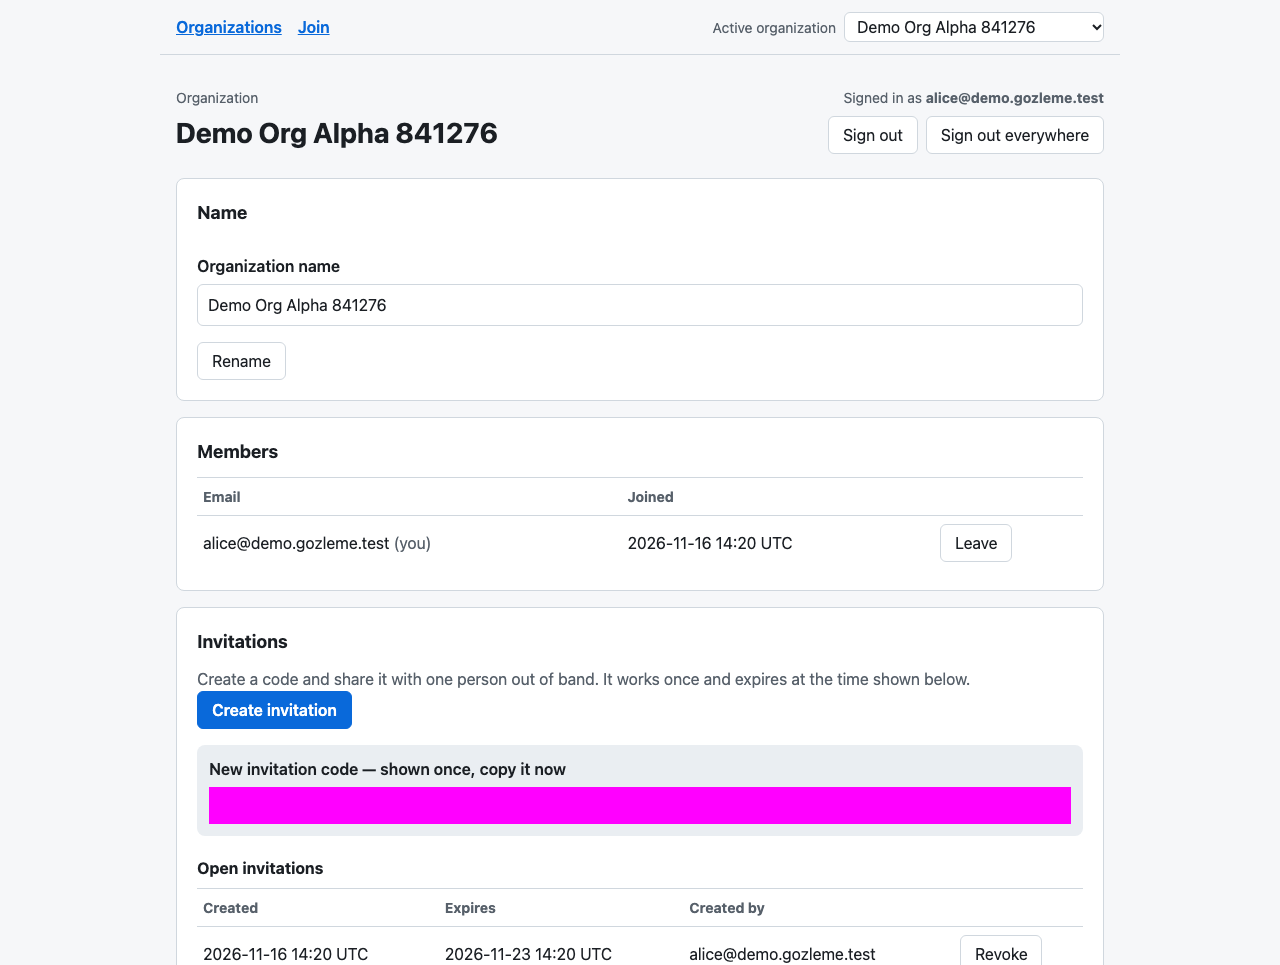 Organizations Join Active organization Demo Org Alpha 841276
Organization Signed in as alice@demo.gozleme.test
Demo Org Alpha 841276 Sign out Sign out everywhere
Name
Organization name
Demo Org Alpha 841276
Rename
Members
Email Joined
alice@demo.gozleme.test (you) 2026-11-16 14:20 UTC Leave
Invitations
Create a code and share it with one person out of band. It works once and expires at the time shown below.
Create invitation
New invitation code — shown once, copy it now
Open invitations
Created Expires Created by
2026-11-16 14:20 UTC 2026-11-23 14:20 UTC alice@demo.gozleme.test Revoke